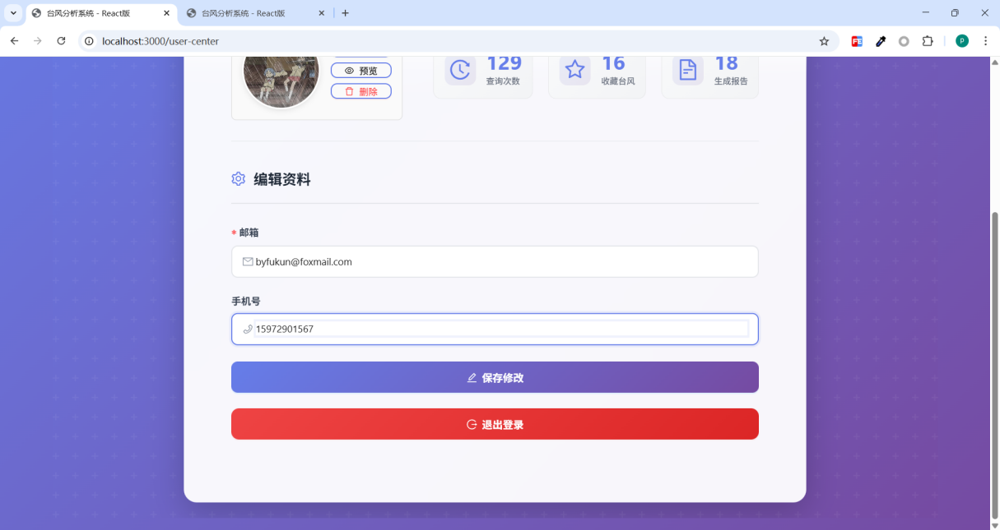 台风分析系统 - React版
台风分析系统 - React版
localhost:3000/user-center
P
预览
删除
129
查询次数
16
收藏台风
18
生成报告
编辑资料
* 邮箱
byfukun@foxmail.com
手机号
15972901567
保存修改
退出登录